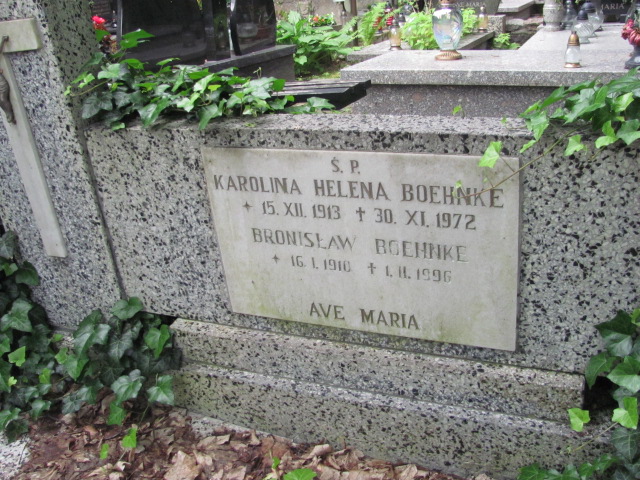 Ś. P.
KAROLINA HELENA BOEHNKE
+ 15. XII. 1913 + 30. XI. 1972
BRONISŁAW BOEHNKE
+ 16. I. 1910 + 1. II. 1996
AVE MARIA